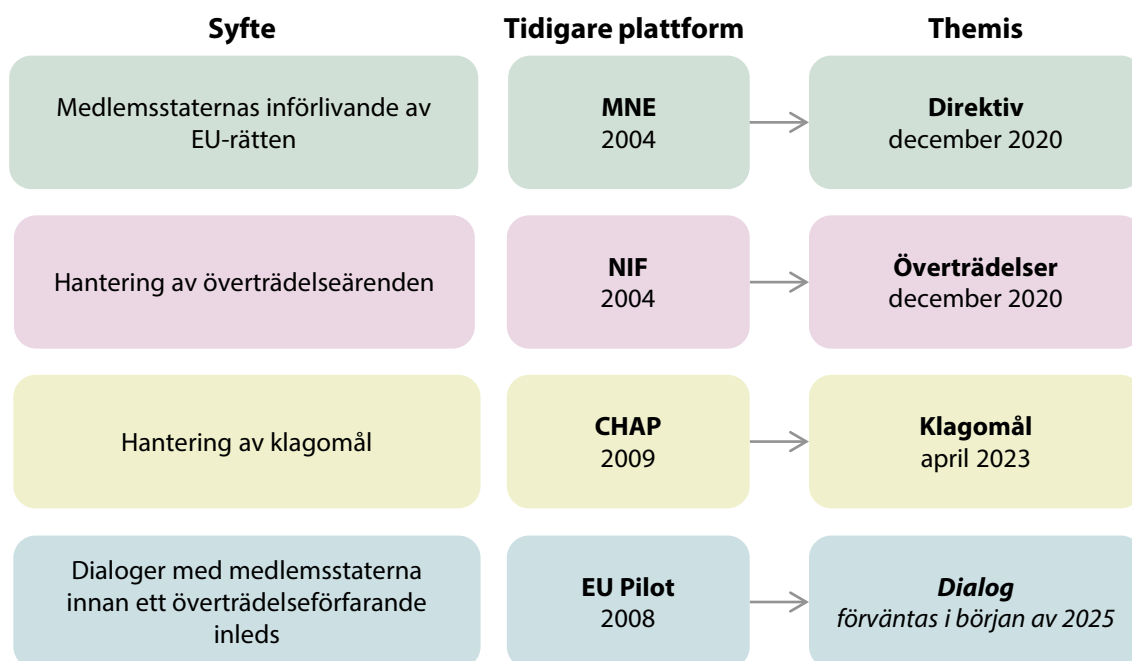 Syfte
Tidigare plattform
Themis
Medlemsstaternas införlivande av
EU-rätten
MNE
2004
Direktiv
december 2020
Hantering av överträdelseärenden
NIF
2004
Överträdelser
december 2020
Hantering av klagomål
CHAP
2009
Klagomål
april 2023
Dialoger med medlemsstaterna
innan ett överträdelseförfarande
inleds
EU Pilot
2008
Dialog
förväntas i början av 2025